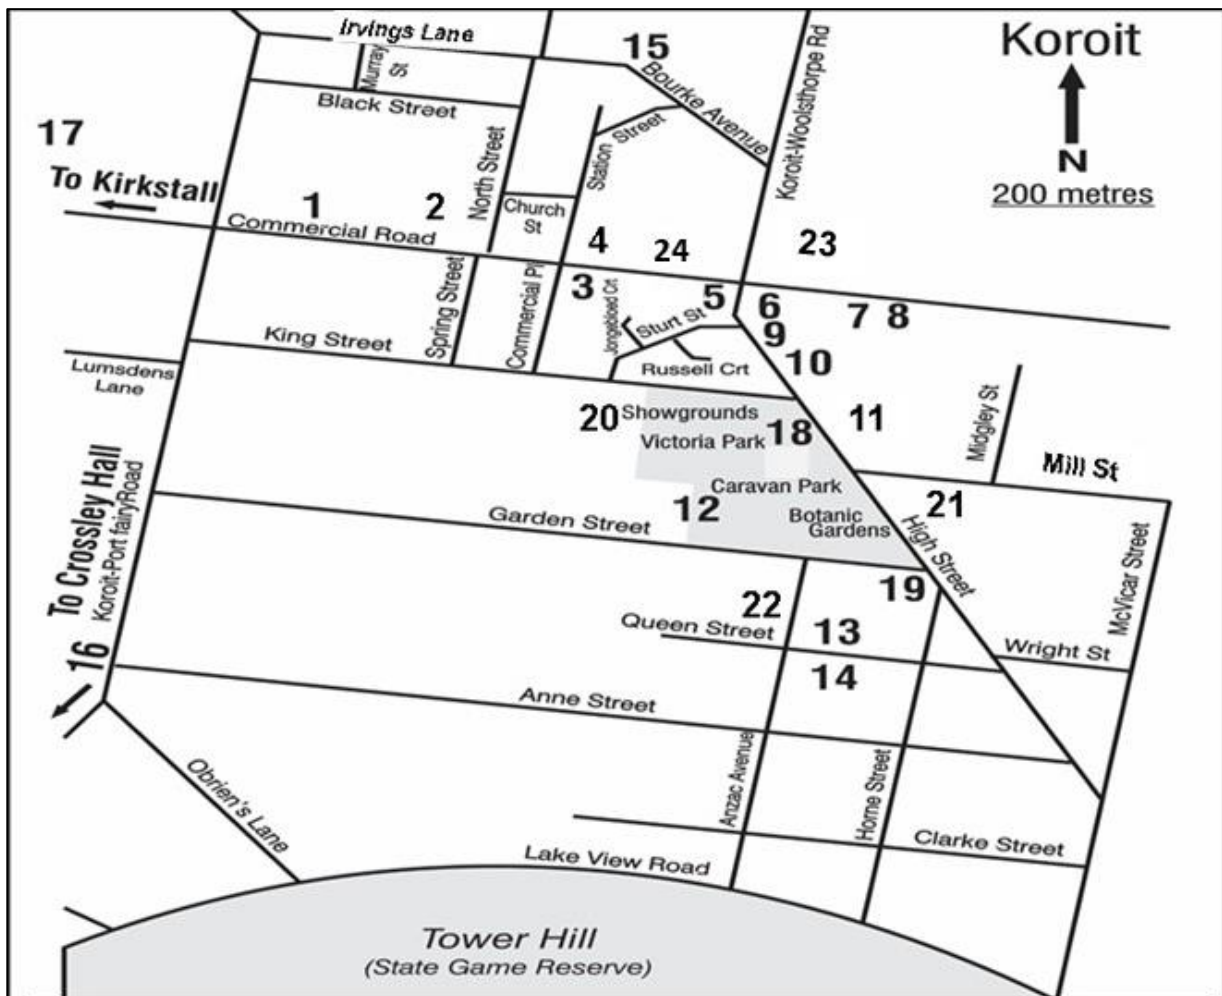 Irvings Lane
15
Koroit
Murray
St
Bourke Avenue
Koroit-Woolsthorpe Rd
Black Street
N
200 metres
17
To Kirkstall
Station Street
North Street
1
2
Church
St
Commercial Road
4
24
23
3
5
6
7
8
Spring Street
Commercial Pl
Jongebloed Crt
Sturt St
9
King Street
Russell Crt
10
Lumsdens
Lane
20
Showgrounds
18
11
Midgley St
Victoria Park
Mill St
To Crossley Hall
Koroit-Port fairyRoad
Caravan Park
12
Botanic
Gardens
21
Garden Street
High Street
McVicar Street
22
19
Queen Street
13
Wright St
16
14
Anne Street
Anzac Avenue
Horne Street
Obrien's Lane
Clarke Street
Lake View Road
Tower Hill
(State Game Reserve)